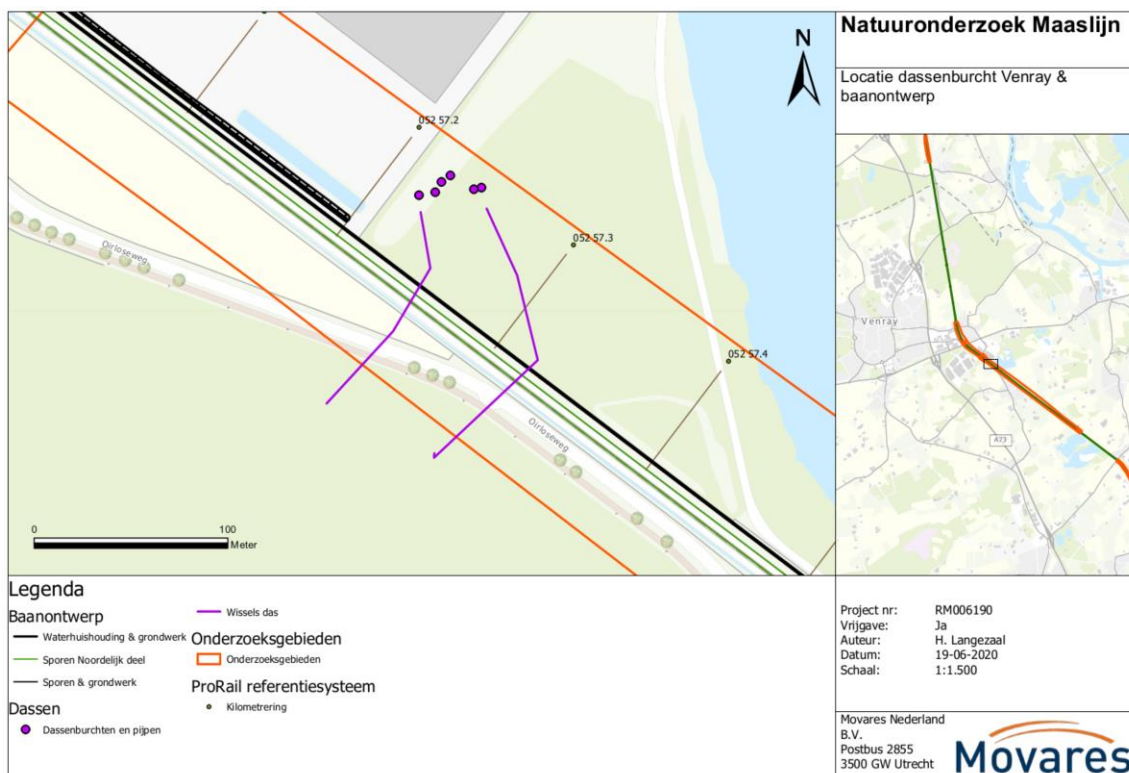 Natuuronderzoek Maaslijn
Locatie dassenburcht Venray &
baanontwerp
N
052 57.2
052 57.3
052 57.4
Oirloseweg
Oirloseweg
0 100
Meter
Venray
A73
Legenda
Baanontwerp
Waterhuishouding & grondwerk
Sporen Noordelijk deel
Sporen & grondwerk
Dassen
Dassenburchten en pijpen
Wissels das
Onderzoeksgebieden
Onderzoeksgebieden
ProRail referentiesysteem
Kilometrering
Project nr: RM006190
Vrijgave: Ja
Auteur: H. Langezaal
Datum: 19-06-2020
Schaal: 1:1.500
Movares Nederland
B.V.
Postbus 2855
3500 GW Utrecht
Movares